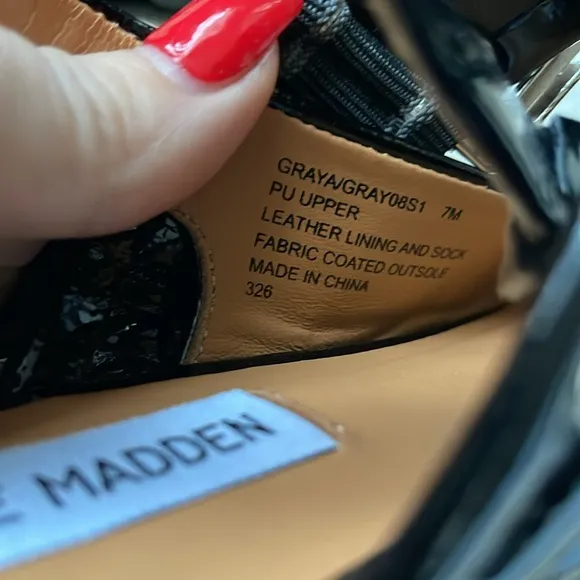 GRAYA/GRAY08S1 7M
PU UPPER
LEATHER LINING AND SOCK
FABRIC COATED OUTSOLE
MADE IN CHINA
326
E MADDEN